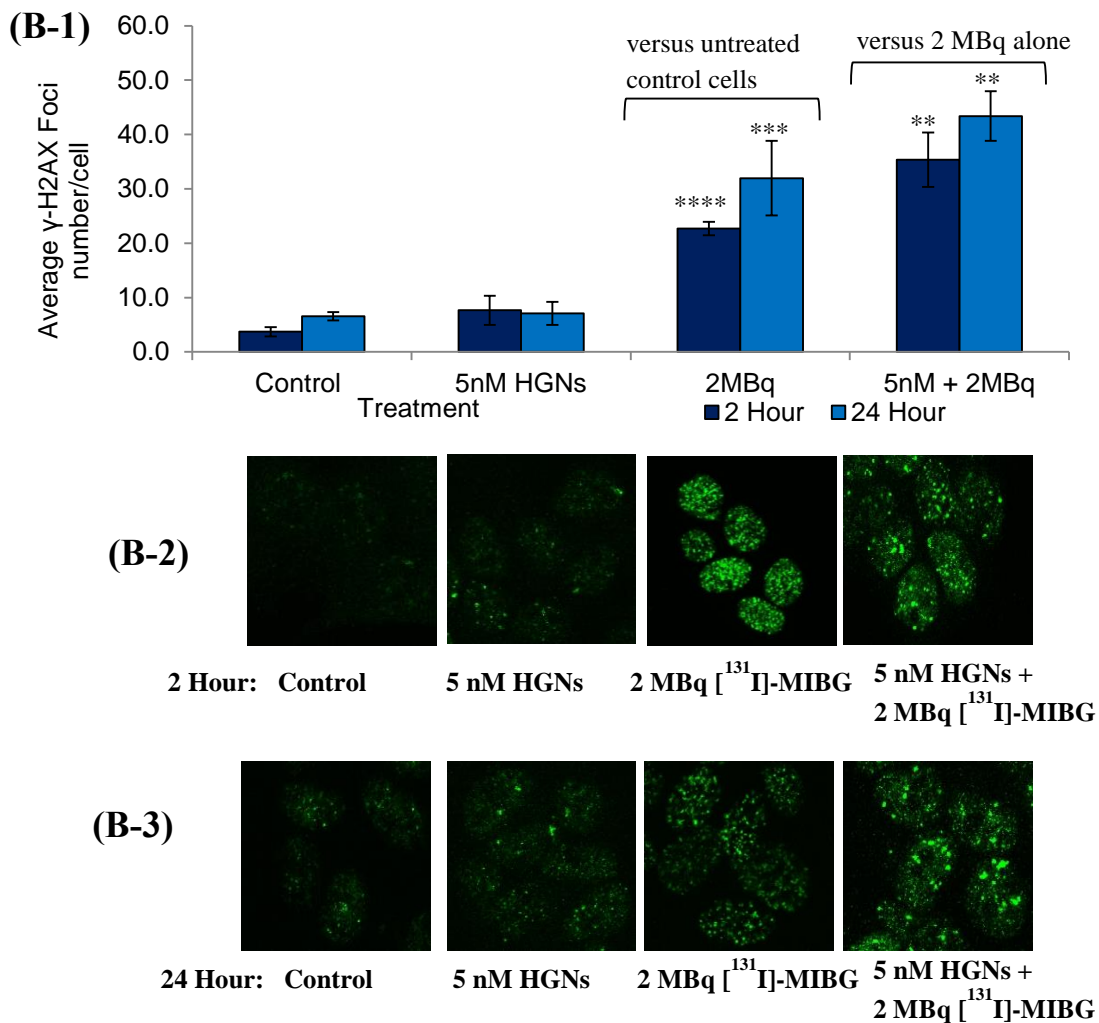 (B-1)
60.0
50.0
40.0
30.0
20.0
10.0
0.0
Average γ-H2AX Foci
number/cell
versus untreated
control cells
versus 2 MBq alone
****
***
**
**
Control
5nM HGNs
2MBq
5nM + 2MBq
Treatment
2 Hour
24 Hour
(B-2)
2 Hour: Control
5 nM HGNs
2 MBq [¹³¹I]-MIBG
5 nM HGNs +
2 MBq [¹³¹I]-MIBG
(B-3)
24 Hour: Control
5 nM HGNs
2 MBq [¹³¹I]-MIBG
5 nM HGNs +
2 MBq [¹³¹I]-MIBG